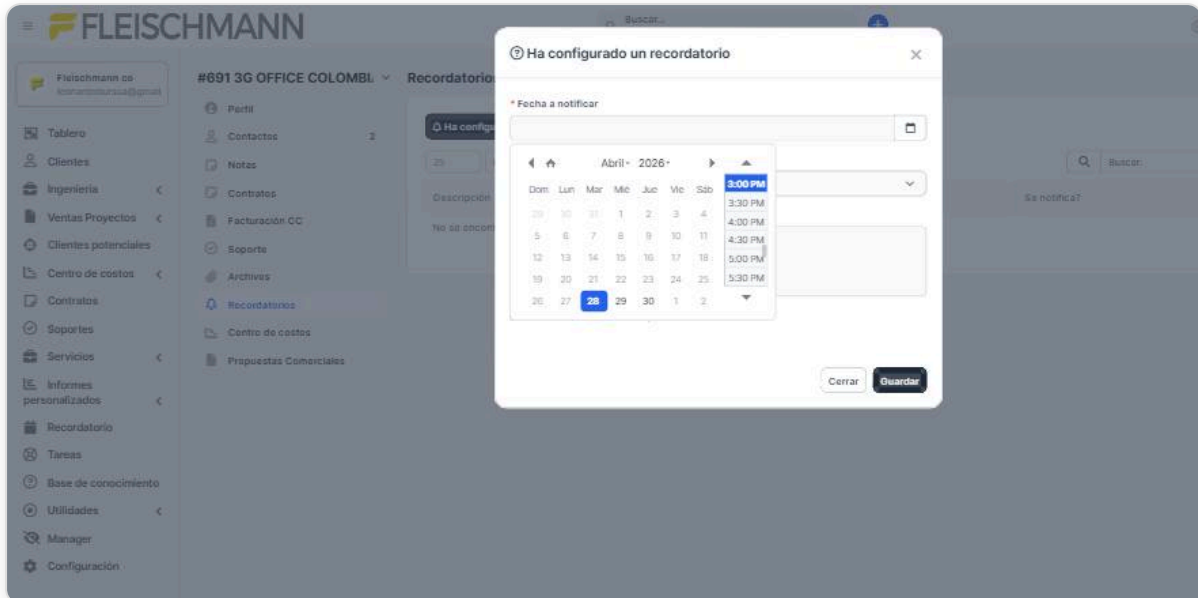 FLEISCHMANN
Buscar...
Fleischmann co
#691 3G OFFICE COLOMBI.
Recordatorios
Tablero
Clientes
Ingeniería
Ventas Proyectos
Clientes potenciales
Centro de costos
Contratos
Soportes
Servicios
Informes
personalizados
Recordatorio
Tareas
Base de conocimiento
Utilidades
Manager
Configuración
Perfil
Contactos 2
Notas
Contratos
Facturación CC
Soporte
Archivos
Recordatorios
Centro de costos
Propuestas Comerciales
Ha configu
25
Buscar:
Descripción
Se notifica?
No se encont
Ha configurado un recordatorio
* Fecha a notificar
Abril 2026
Dom Lun Mar Mié Jue Vie Sáb
29 30 31 1 2 3 4
5 6 7 8 9 10 11
12 13 14 15 16 17 18
19 20 21 22 23 24 25
26 27 28 29 30 1 2
3:00 PM
3:30 PM
4:00 PM
4:30 PM
5:00 PM
5:30 PM
Cerrar
Guardar